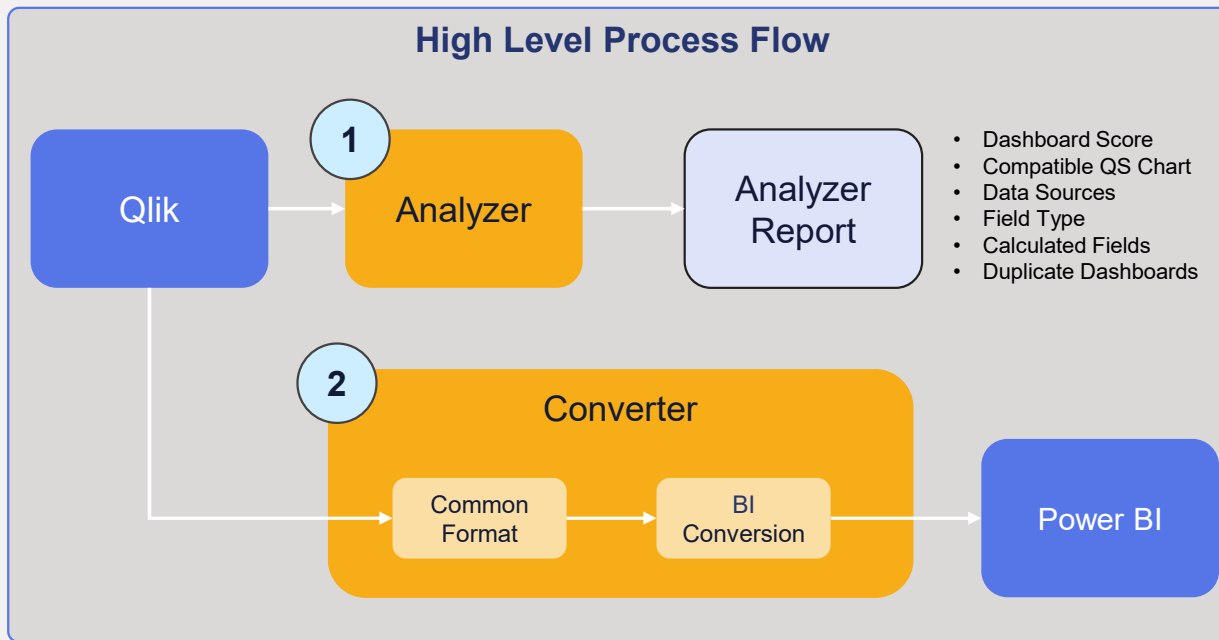 High Level Process Flow
1
Qlik
Analyzer
Analyzer
Report
• Dashboard Score
• Compatible QS Chart
• Data Sources
• Field Type
• Calculated Fields
• Duplicate Dashboards
2
Converter
Common
Format
BI
Conversion
Power BI